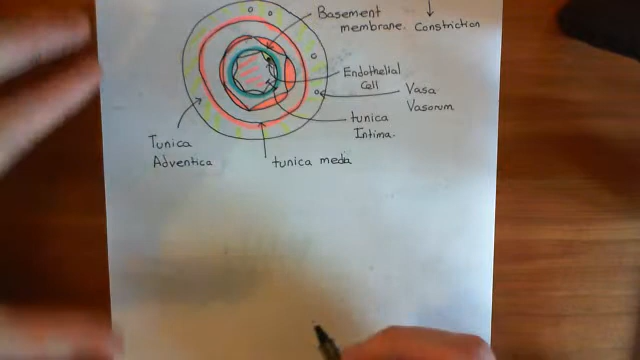 Basement
membrane.
Constriction
Endothelial
Cell
Vasa
Vasorum
tunica
Intima.
Tunica
Adventica
tunica media